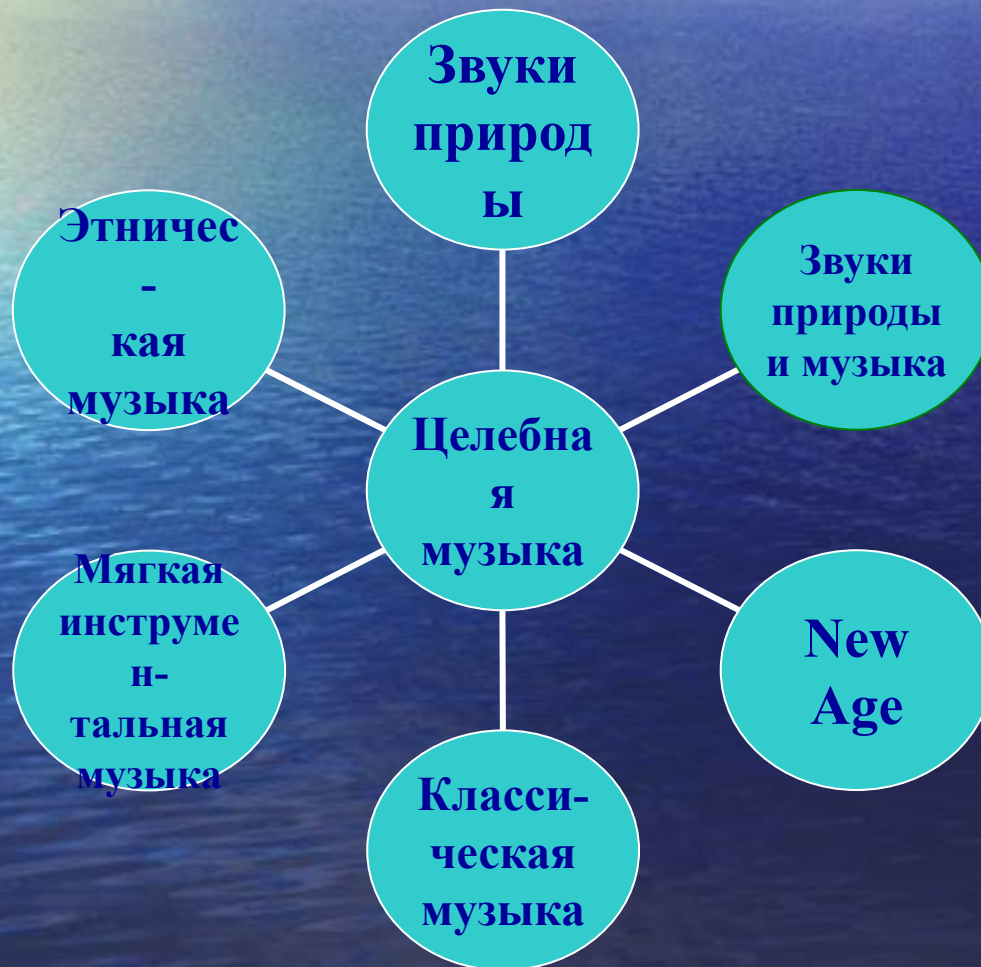 Звуки
природ
ы
Звуки
природы
и музыка
New
Age
Класси-
ческая
музыка
Мягкая
инструме
н-
тальная
музыка
Этничес
-
кая
музыка
Целебна
я
музыка